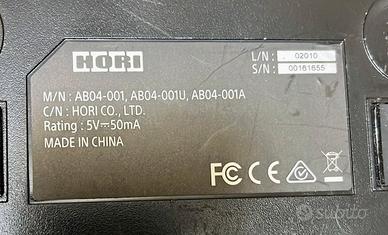 HORI
L/N : 02010
S/N : 00161655
M/N : AB04-001, AB04-001U, AB04-001A
C/N : HORI CO., LTD.
Rating : 5V⎓50mA
MADE IN CHINA
FC CE
subito